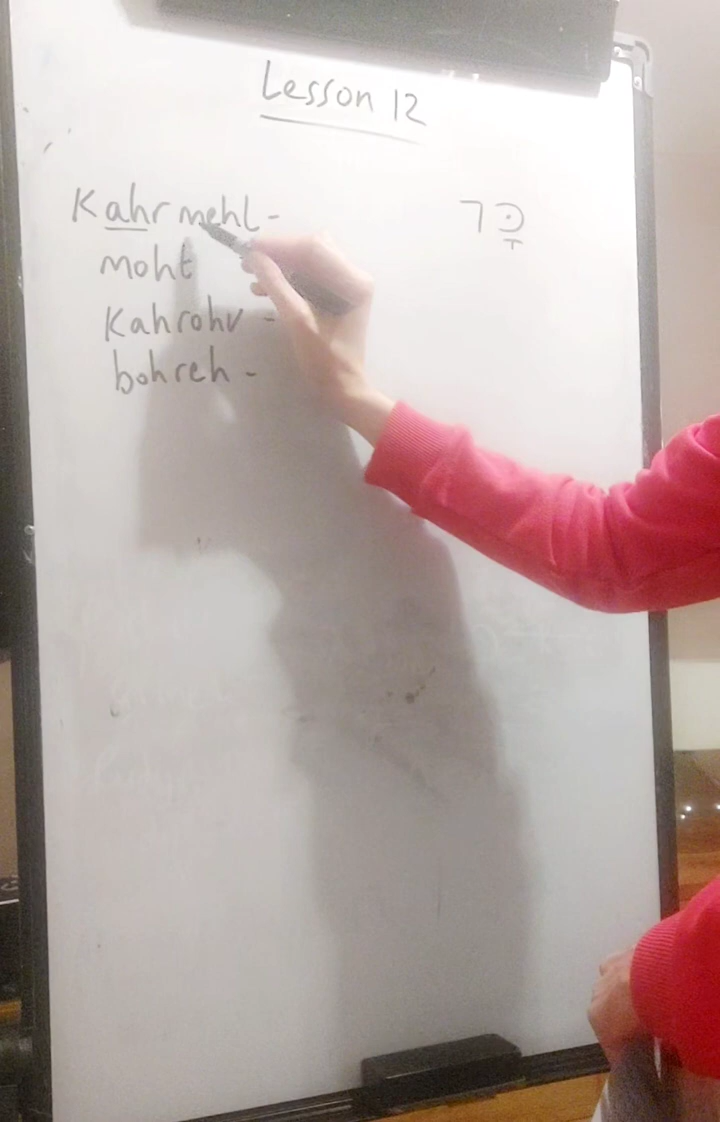 Lesson 12
Kahrmehl - כָּר
moht
Kahrohv -
bohreh -